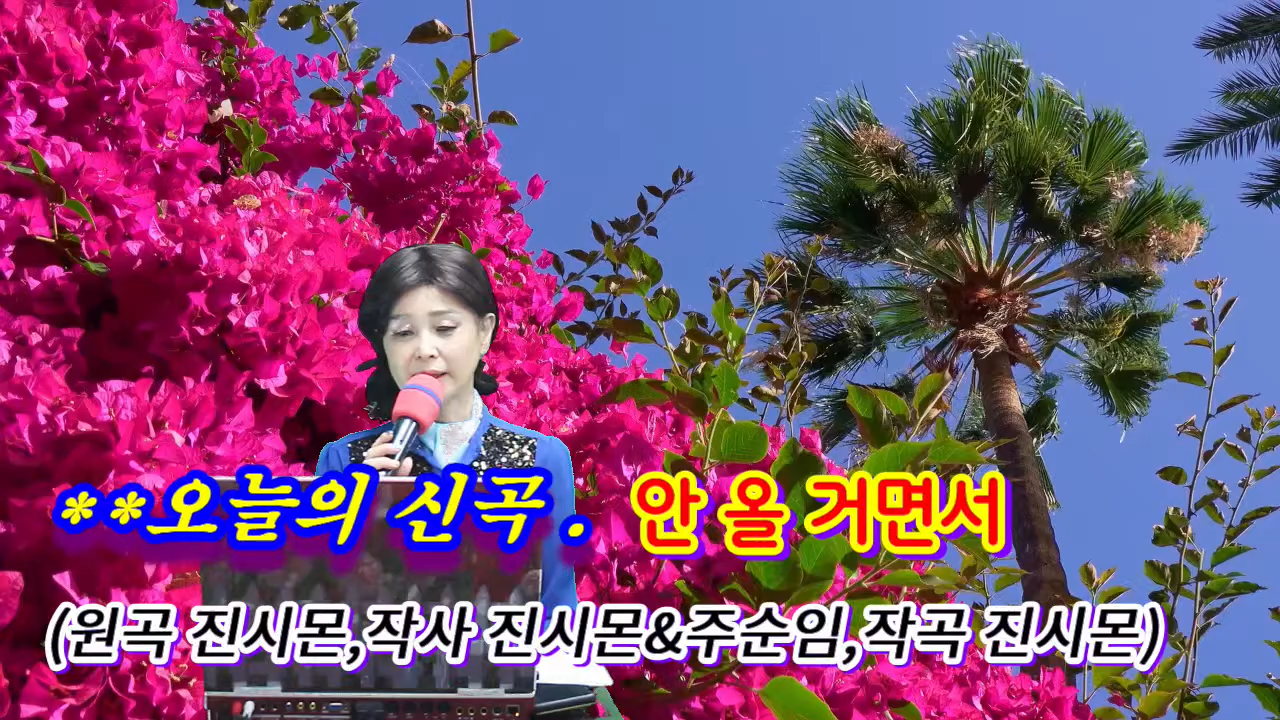 **오늘의 신곡 . 안 올 거면서
(원곡 진시몬,작사 진시몬&주순임,작곡 진시몬)